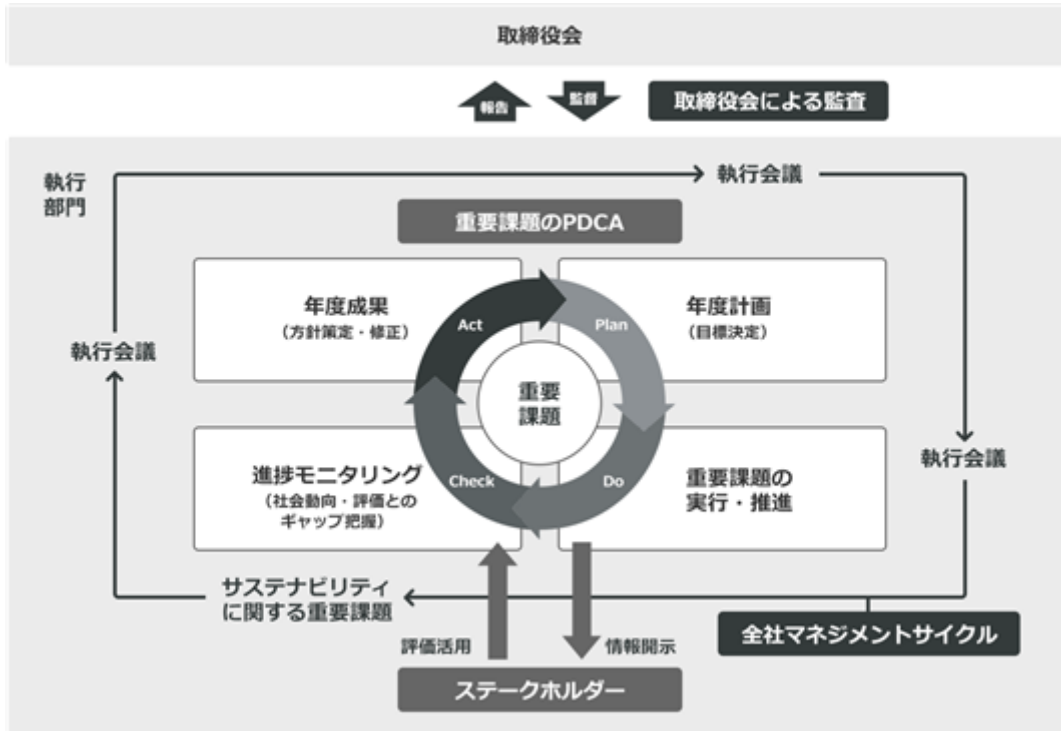 取締役会
報告
監督
取締役会による監査
執行
部門
執行会議
重要課題のPDCA
年度成果
（方針策定・修正）
Act
Plan
年度計画
（目標決定）
執行会議
重要
課題
進捗モニタリング
（社会動向・評価との
ギャップ把握）
Check
Do
重要課題の
実行・推進
執行会議
サステナビリティ
に関する重要課題
全社マネジメントサイクル
評価活用
情報開示
ステークホルダー